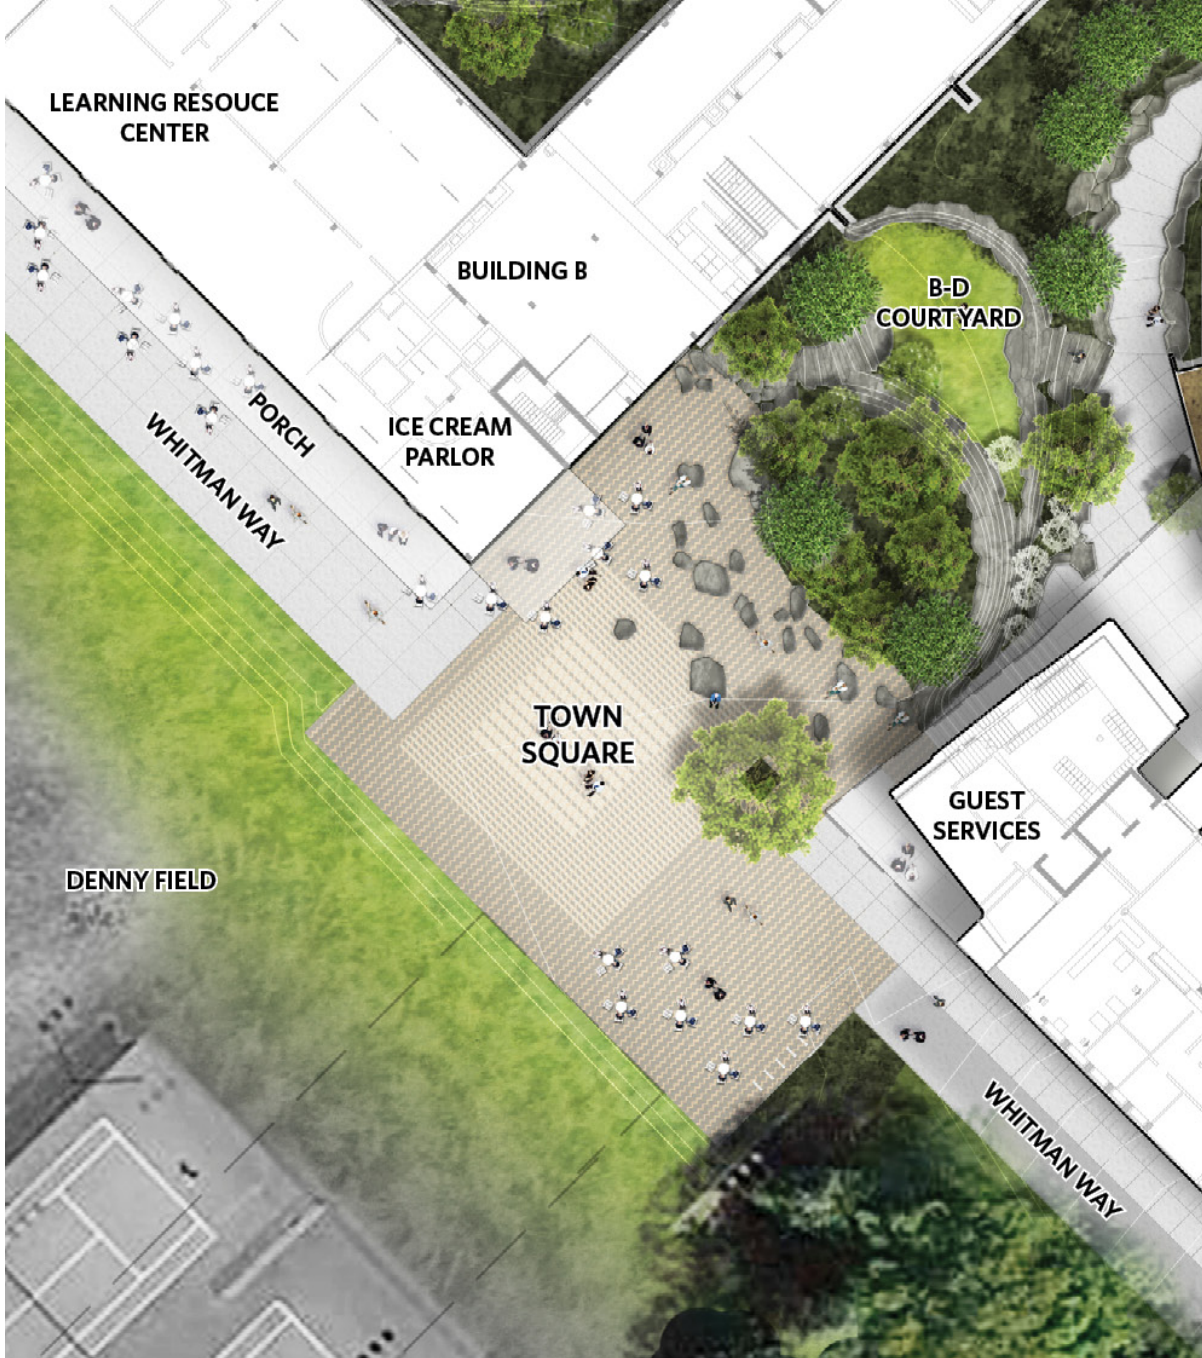 LEARNING RESOUCE
CENTER
BUILDING B
B-D
COURTYARD
PORCH
ICE CREAM
PARLOR
WHITMAN WAY
TOWN
SQUARE
GUEST
SERVICES
DENNY FIELD
WHITMAN WAY